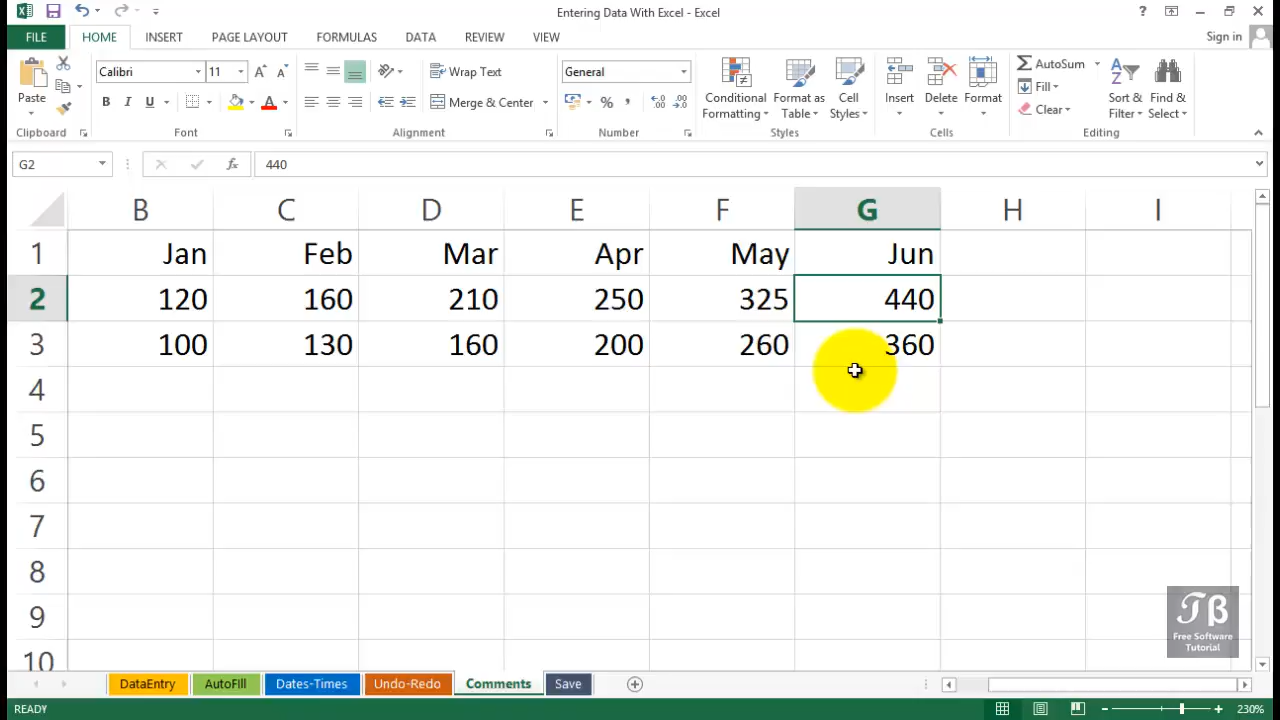 Entering Data With Excel - Excel
?
FILE HOME INSERT PAGE LAYOUT FORMULAS DATA REVIEW VIEW Sign in
Paste
Clipboard
Calibri 11
B I U A
Font
Wrap Text
Merge & Center
Alignment
General
% ,
Number
Conditional Formatting
Format as Table
Cell Styles
Styles
Insert Delete Format
Cells
AutoSum
Fill
Clear
Sort & Filter
Find & Select
Editing
G2 fx 440
B C D E F G H I
1 Jan Feb Mar Apr May Jun
2 120 160 210 250 325 440
3 100 130 160 200 260 360
4
5
6
7
8
9
10
Tβ
Free Software
Tutorial
DataEntry AutoFIll Dates-Times Undo-Redo Comments Save
READY 230%